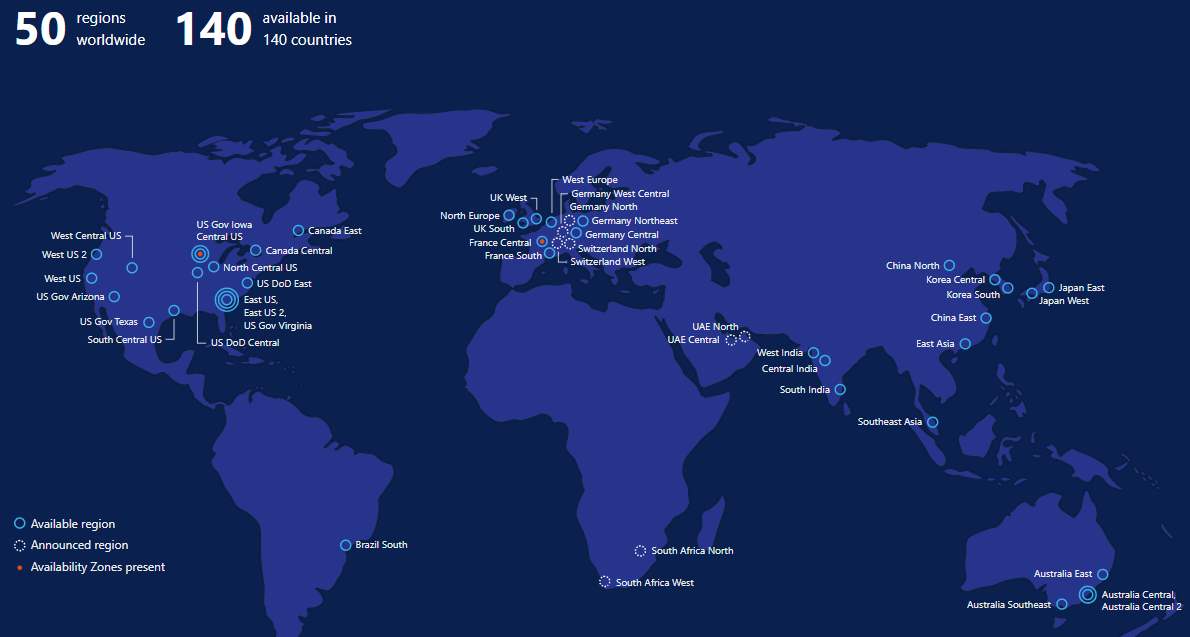 50 regions worldwide
140 available in 140 countries
West Europe
Germany West Central
UK West
Germany North
North Europe
Germany Northeast
UK South
Germany Central
France Central
Switzerland North
France South
Switzerland West
US Gov Iowa
Central US
Canada East
West Central US
West US 2
Canada Central
North Central US
West US
US DoD East
US Gov Arizona
East US,
East US 2,
US Gov Virginia
US Gov Texas
South Central US
US DoD Central
China North
Korea Central
Korea South
Japan East
Japan West
China East
East Asia
UAE North
UAE Central
West India
Central India
South India
Southeast Asia
Available region
Announced region
Availability Zones present
Brazil South
South Africa North
South Africa West
Australia East
Australia Central,
Australia Central 2
Australia Southeast